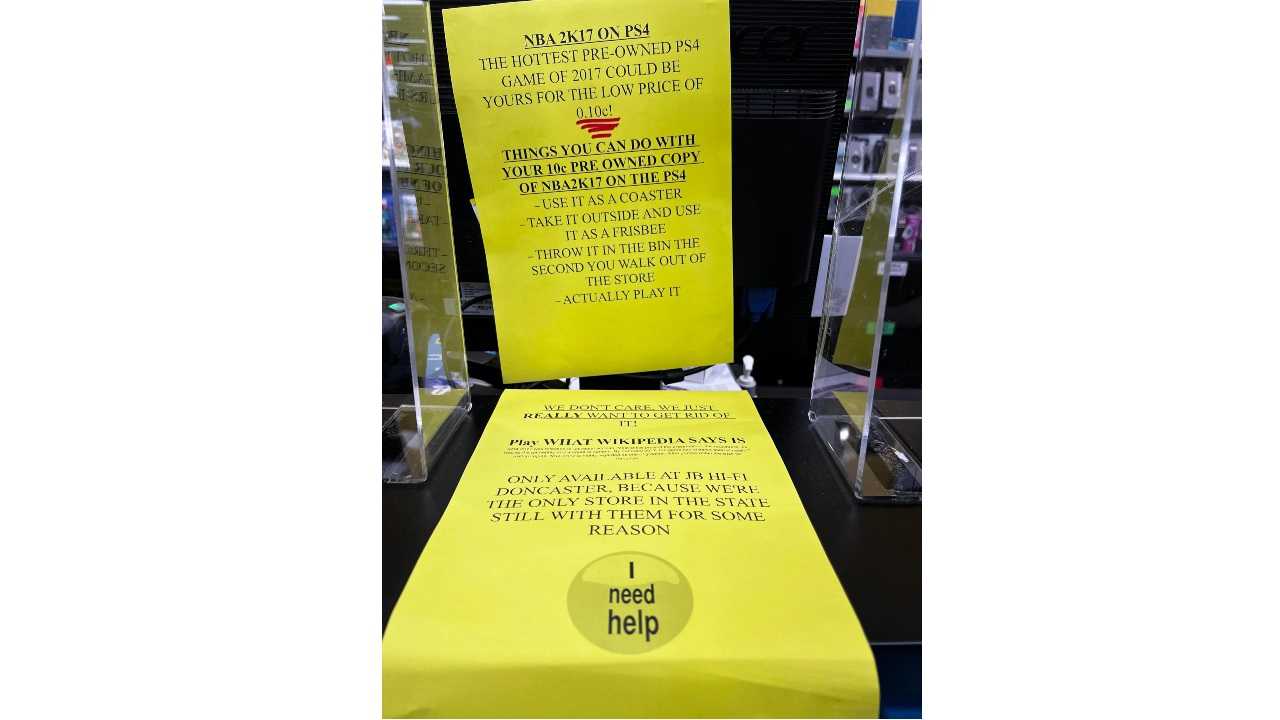 NBA 2K17 ON PS4
THE HOTTEST PRE-OWNED PS4
GAME OF 2017 COULD BE
YOURS FOR THE LOW PRICE OF
0.10c!
THINGS YOU CAN DO WITH
YOUR 10c PRE OWNED COPY
OF NBA2K17 ON THE PS4
- USE IT AS A COASTER
- TAKE IT OUTSIDE AND USE
IT AS A FRISBEE
- THROW IT IN THE BIN THE
SECOND YOU WALK OUT OF
THE STORE
- ACTUALLY PLAY IT
WE DON'T CARE, WE JUST
REALLY WANT TO GET RID OF
IT!
Play WHAT WIKIPEDIA SAYS IS
ONLY AVAILABLE AT JB HI-FI
DONCASTER, BECAUSE WE'RE
THE ONLY STORE IN THE STATE
STILL WITH THEM FOR SOME
REASON
I
need
help